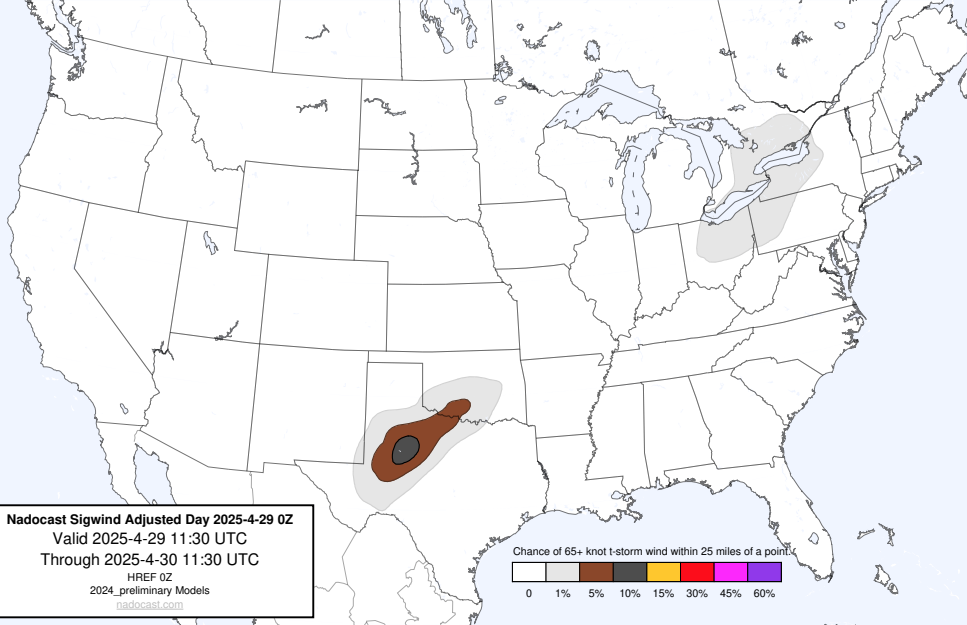 Nadocast Sigwind Adjusted Day 2025-4-29 0Z
Valid 2025-4-29 11:30 UTC
Through 2025-4-30 11:30 UTC
HREF 0Z
2024_preliminary Models
nadocast.com
Chance of 65+ knot t-storm wind within 25 miles of a point.
0 1% 5% 10% 15% 30% 45% 60%